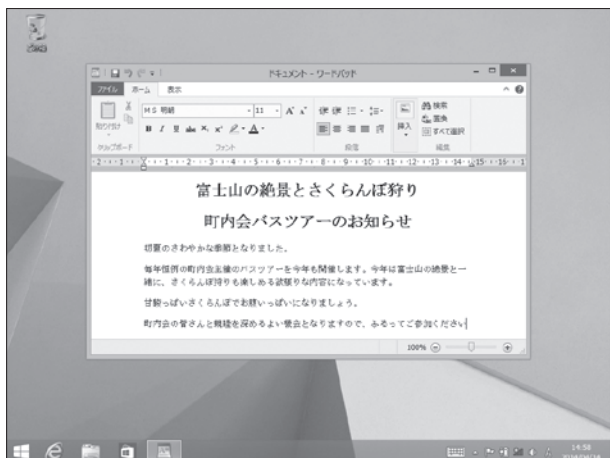 ごみ箱
ドキュメント - ワードパッド
ファイル ホーム 表示
貼り付け
クリップボード
MS 明朝 11
フォント
段落
挿入
検索
置換
すべて選択
編集
富士山の絶景とさくらんぼ狩り
町内会バスツアーのお知らせ
初夏のさわやかな季節となりました。
毎年恒例の町内会主催のバスツアーを今年も開催します。今年は富士山の絶景と一
緒に、さくらんぼ狩りも楽しめる欲張りな内容になっています。
甘酸っぱいさくらんぼでお腹いっぱいになりましょう。
町内会の皆さんと親睦を深めるよい機会となりますので、ふるってご参加ください
100%
14:58